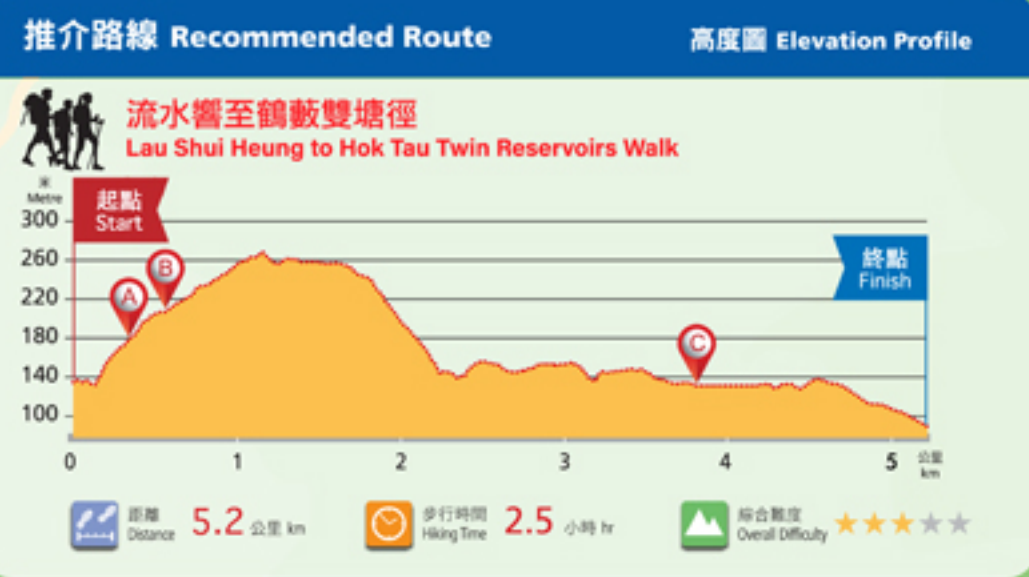 推介路線 Recommended Route
高度圖 Elevation Profile
流水響至鶴藪雙塘徑
Lau Shui Heung to Hok Tau Twin Reservoirs Walk
米
Metre
起點
Start
300
260
220
180
140
100
A
B
C
終點
Finish
0 1 2 3 4 5 公里
km
距離
Distance
5.2 公里 km
步行時間
Hiking Time
2.5 小時 hr
綜合難度
Overall Difficulty